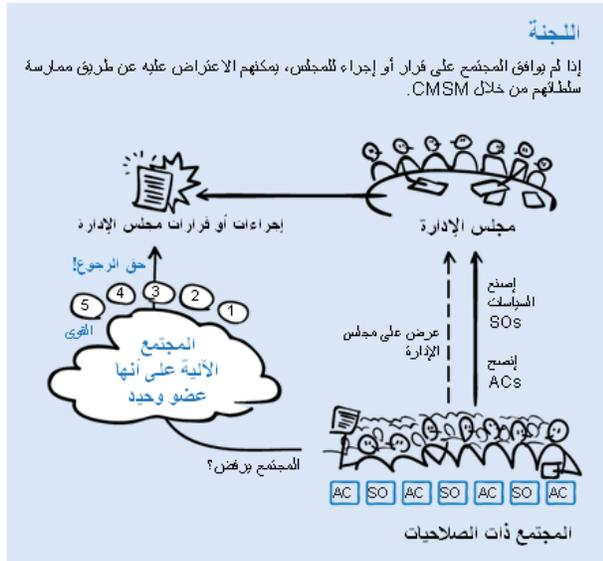 اللجنة
إذا لم يوافق المجتمع على قرار أو إجراء للمجلس، يمكنهم الاعتراض عليه عن طريق ممارسة
سلطاتهم من خلال CMSM.
مجلس الإدارة
إجراءات أو قرارات مجلس الإدارة
حق الرجوع!
1
2
3
4
5
القوى
المجتمع
الآلية على أنها
عضو وحيد
إصنع
السياسات
SOs
عرض على مجلس
الإدارة
إنصح
ACs
المجتمع يرفض؟
AC SO AC SO AC SO AC
المجتمع ذات الصلاحيات